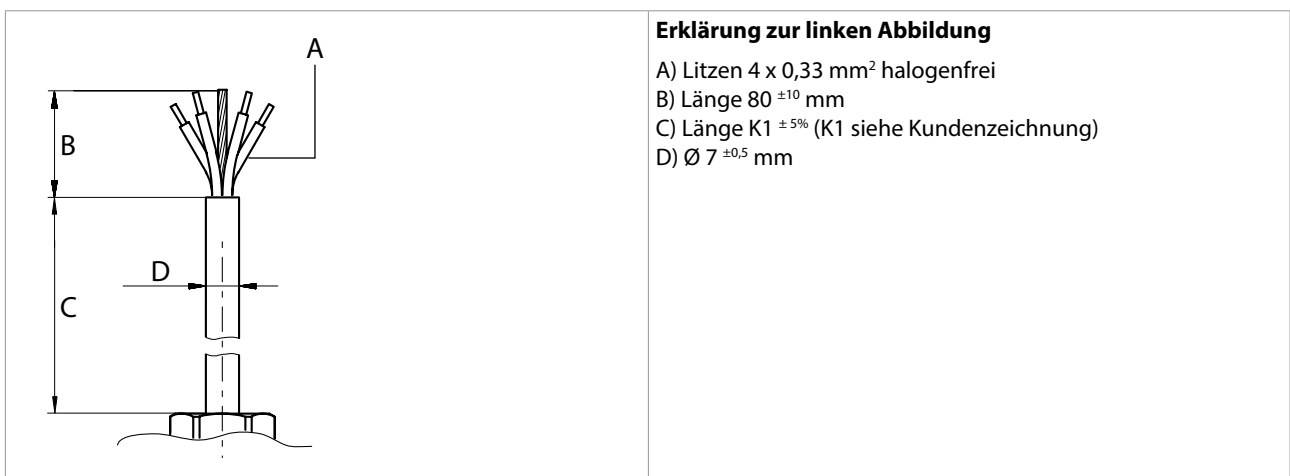 A
B
D
C
Erklärung zur linken Abbildung
A) Litzen 4 x 0,33 mm² halogenfrei
B) Länge 80 ±10 mm
C) Länge K1 ± 5% (K1 siehe Kundenzeichnung)
D) Ø 7 ±0,5 mm